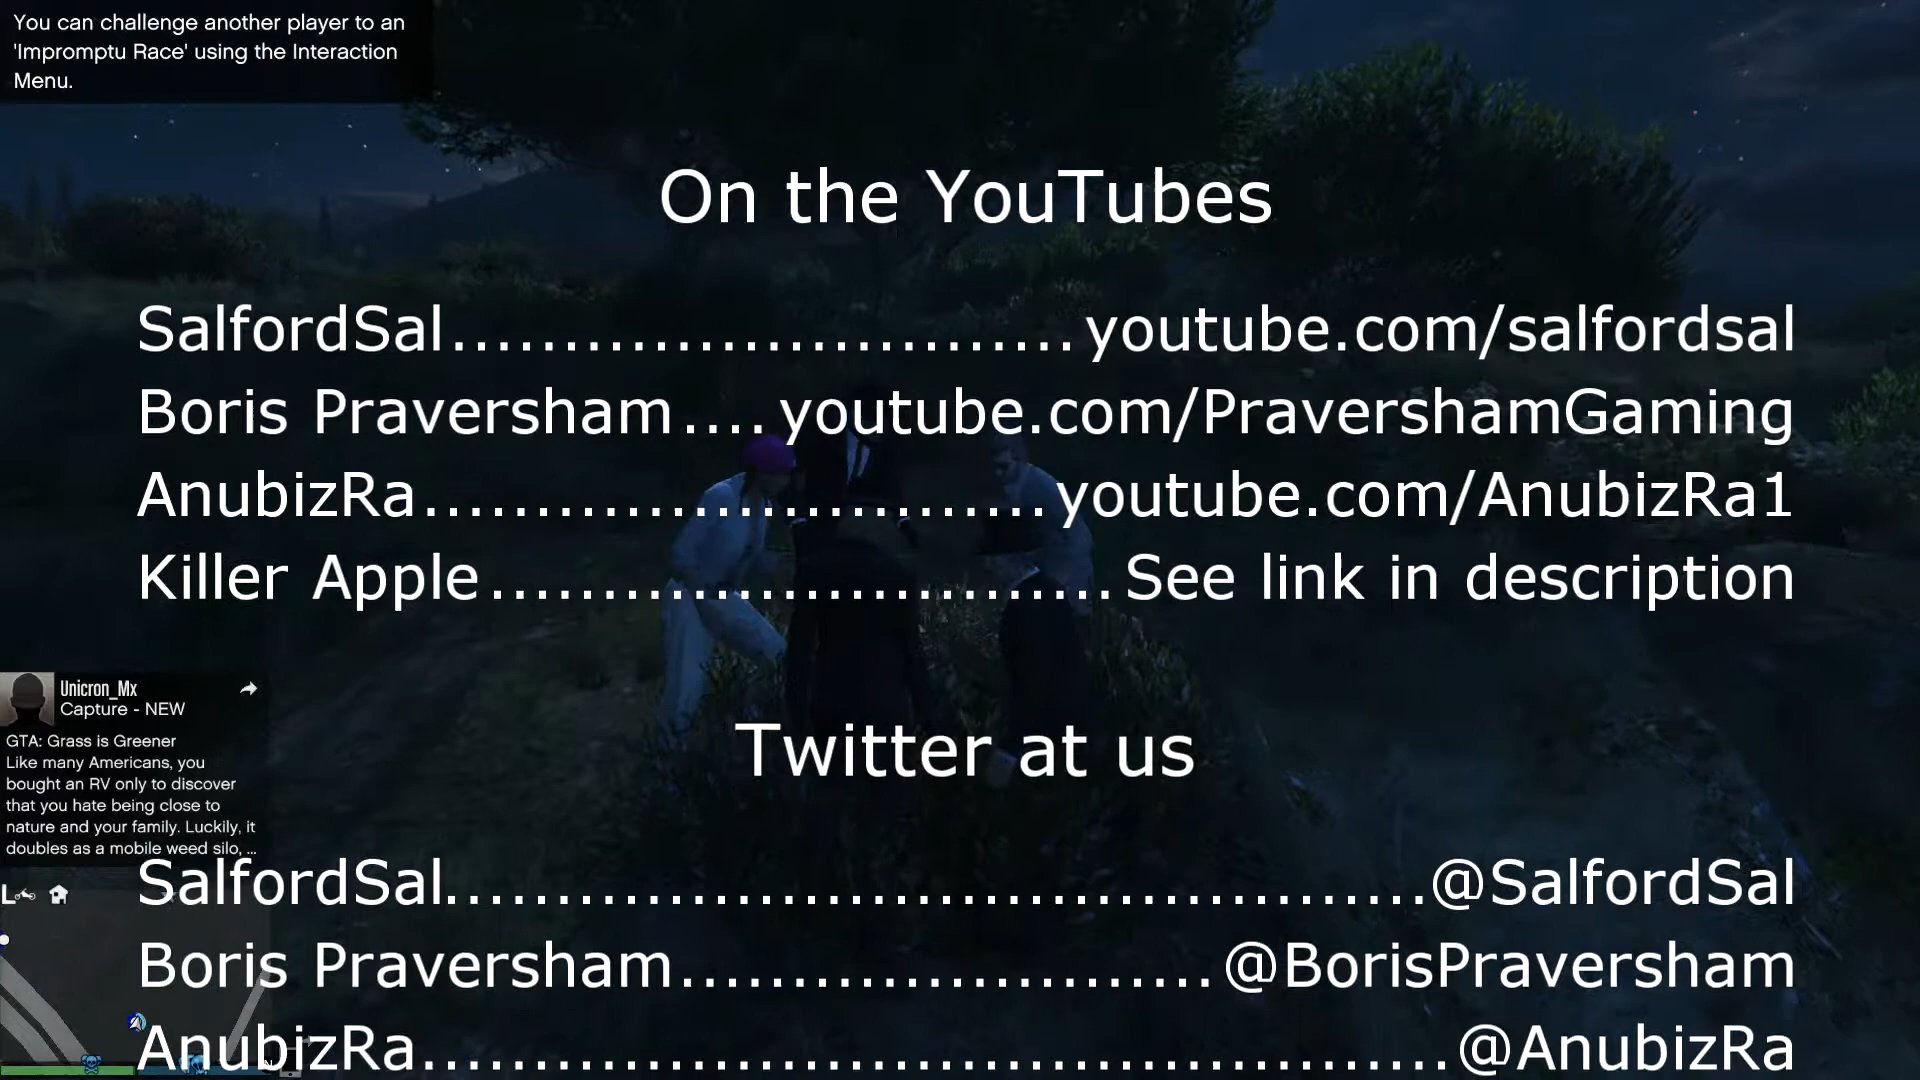 You can challenge another player to an
'Impromptu Race' using the Interaction
Menu.
On the YouTubes
SalfordSal...........................youtube.com/salfordsal
Boris Praversham....youtube.com/PravershamGaming
AnubizRa...........................youtube.com/AnubizRa1
Killer Apple...........................See link in description
Unicron_Mx
Capture - NEW
GTA: Grass is Greener
Like many Americans, you
bought an RV only to discover
that you hate being close to
nature and your family. Luckily, it
doubles as a mobile weed silo, ...
Twitter at us
SalfordSal..........................................@SalfordSal
L
Boris Praversham.......................@BorisPraversham
AnubizRa............................................@AnubizRa